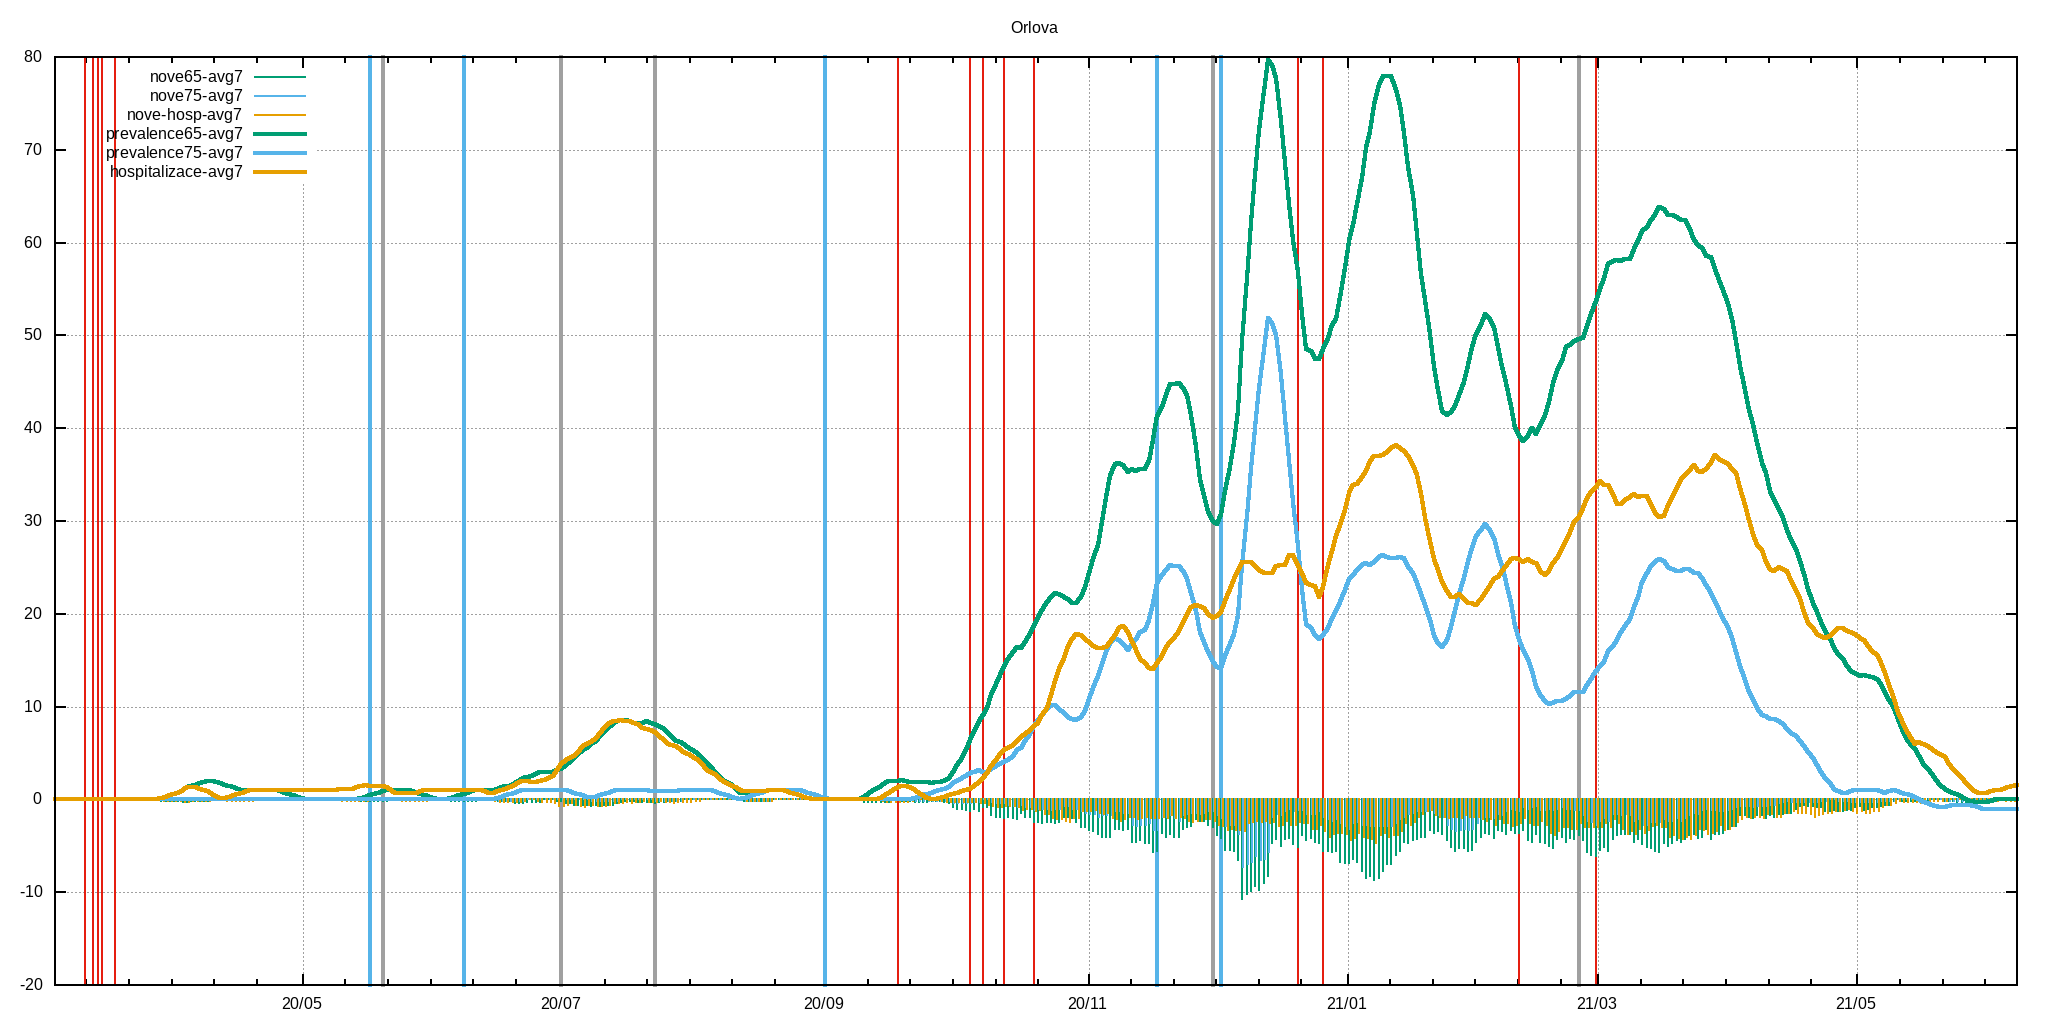 Orlova
80
nove65-avg7
nove75-avg7
nove-hosp-avg7
prevalence65-avg7
prevalence75-avg7
hospitalizace-avg7
70
60
50
40
30
20
10
0
-10
-20
20/05 20/07 20/09 20/11 21/01 21/03 21/05